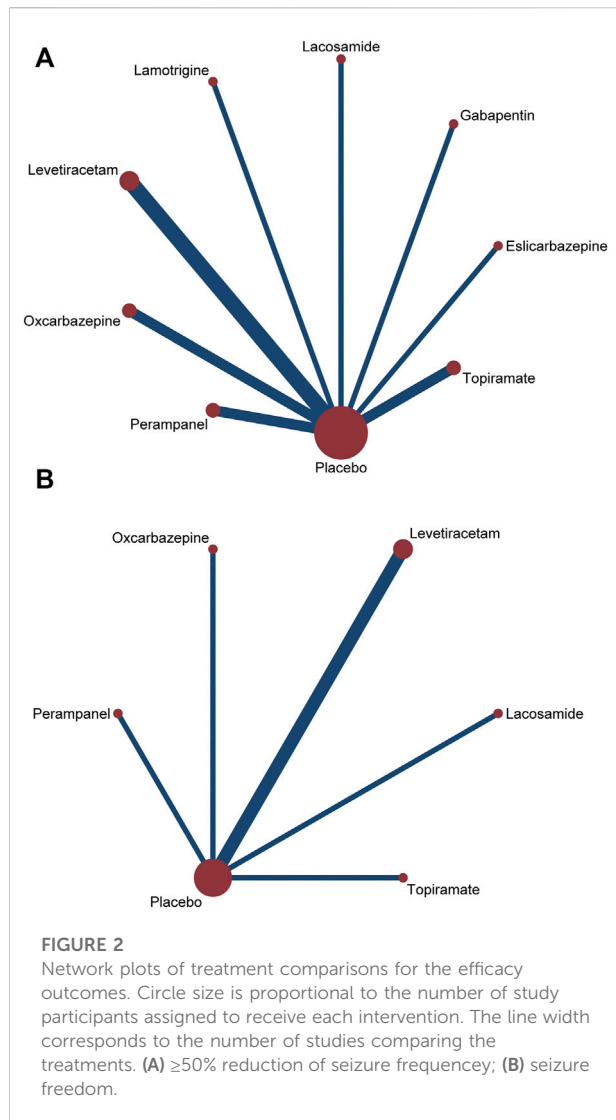 A
Lacosamide
Lamotrigine
Gabapentin
Levetiracetam
Eslicarbazepine
Oxcarbazepine
Topiramate
Perampanel
Placebo
B
Oxcarbazepine
Levetiracetam
Perampanel
Lacosamide
Placebo
Topiramate
FIGURE 2
Network plots of treatment comparisons for the efficacy
outcomes. Circle size is proportional to the number of study
participants assigned to receive each intervention. The line width
corresponds to the number of studies comparing the
treatments. (A) ≥50% reduction of seizure frequencey; (B) seizure
freedom.